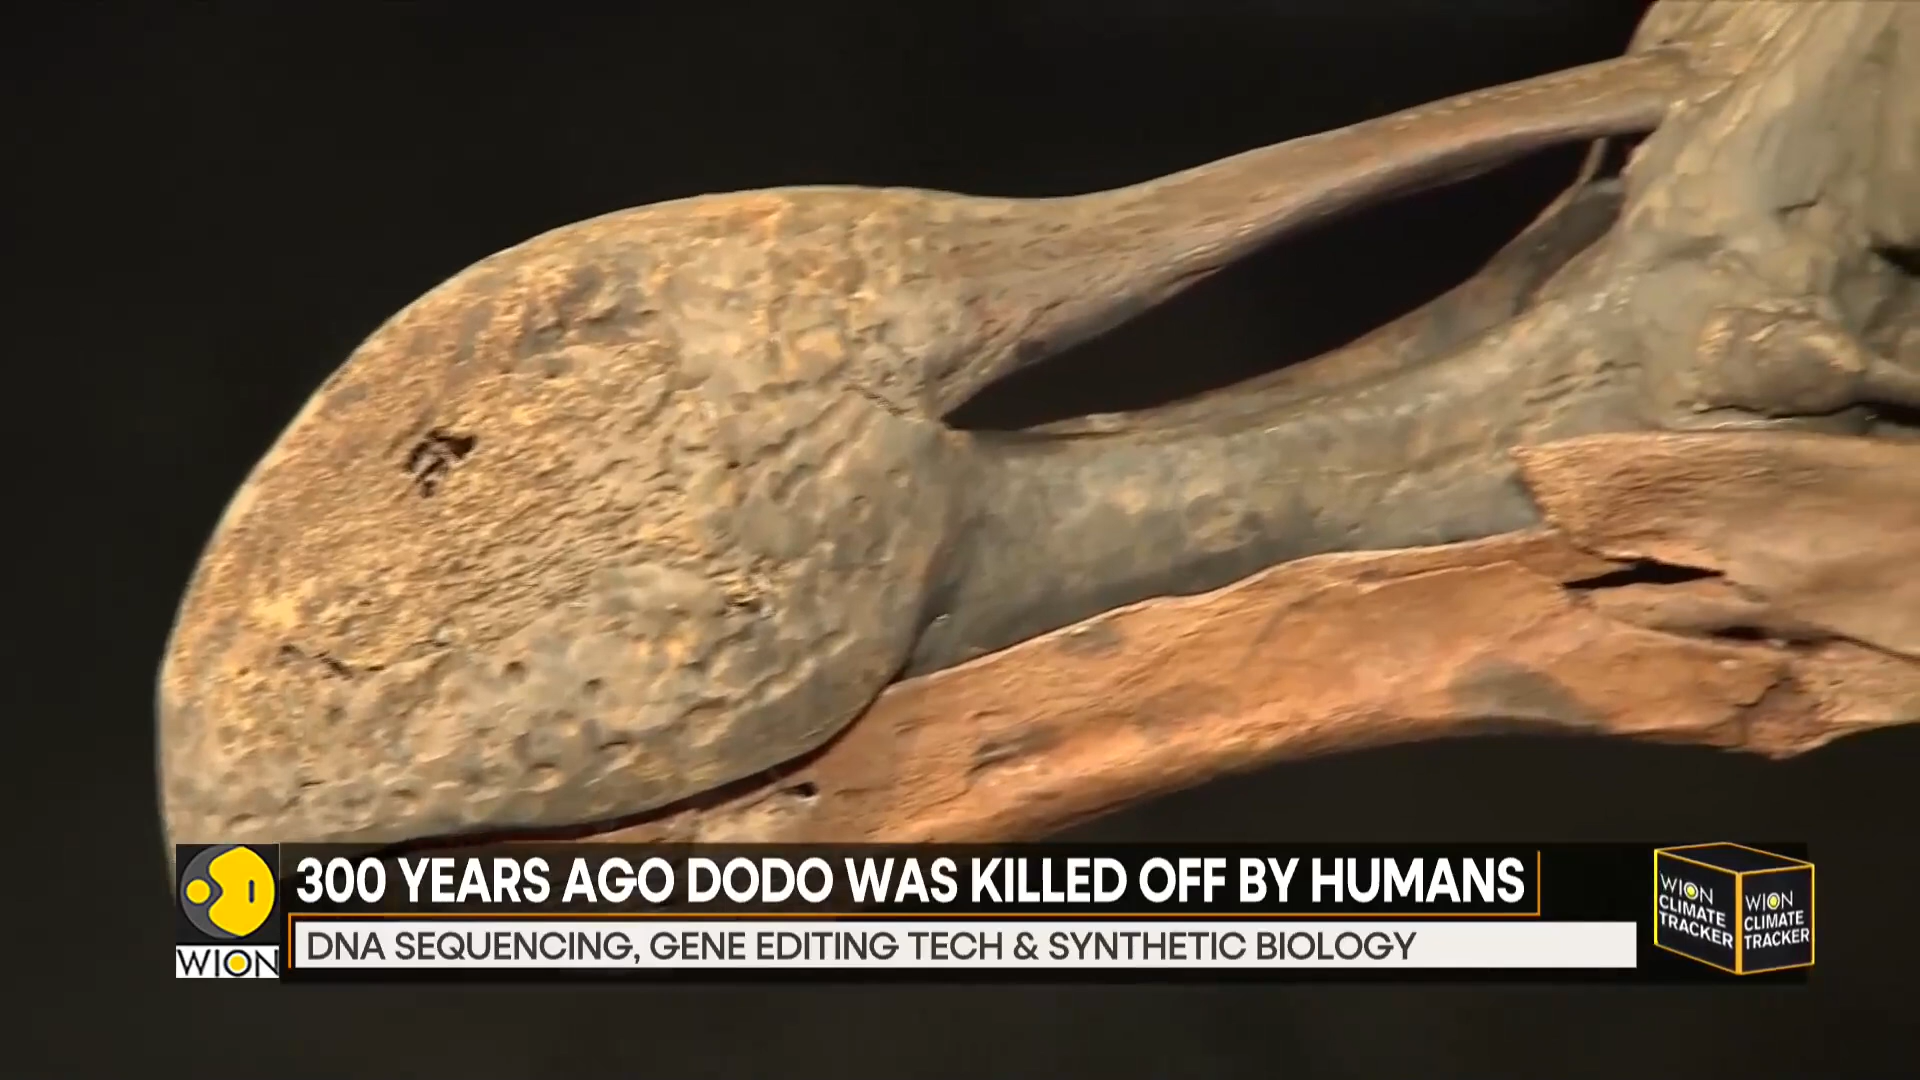 300 YEARS AGO DODO WAS KILLED OFF BY HUMANS
DNA SEQUENCING, GENE EDITING TECH & SYNTHETIC BIOLOGY
WION
WION
CLIMATE
TRACKER
WION
CLIMATE
TRACKER